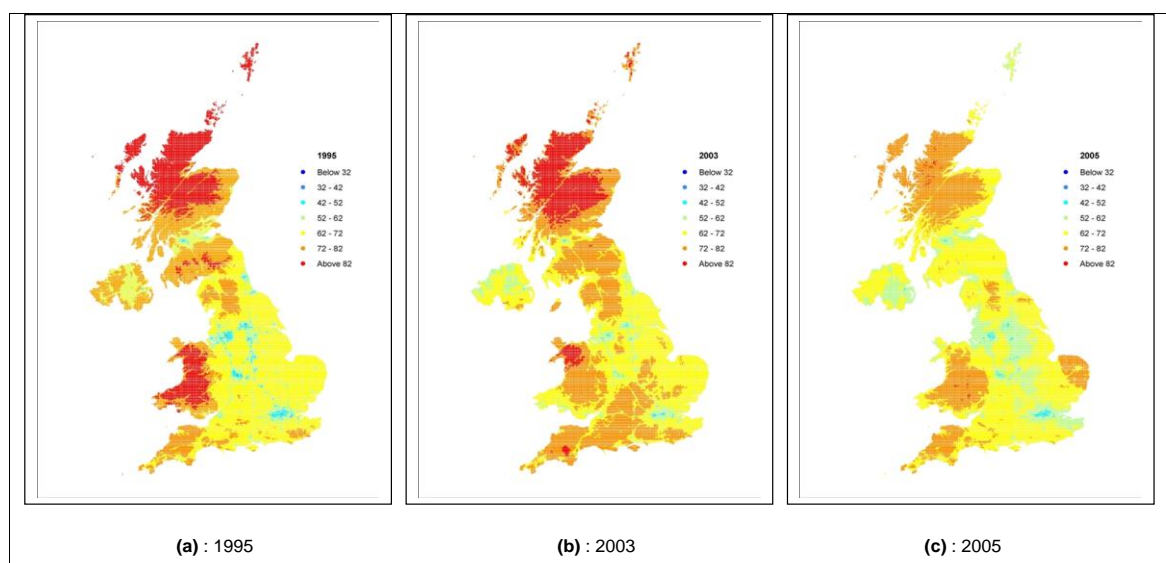 1995
Below 32
32 - 42
42 - 52
52 - 62
62 - 72
72 - 82
Above 82
2003
Below 32
32 - 42
42 - 52
52 - 62
62 - 72
72 - 82
Above 82
2005
Below 32
32 - 42
42 - 52
52 - 62
62 - 72
72 - 82
Above 82
(a) : 1995
(b) : 2003
(c) : 2005